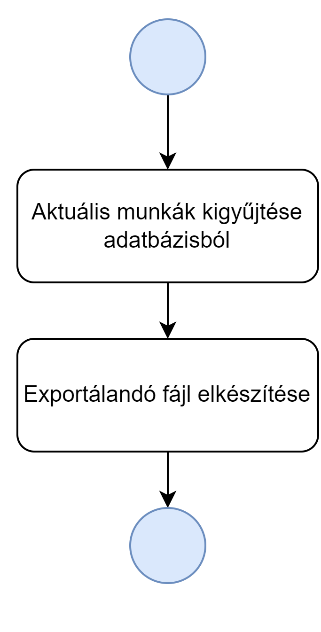 Aktuális munkák kigyűjtése
adatbázisból
Exportálandó fájl elkészítése